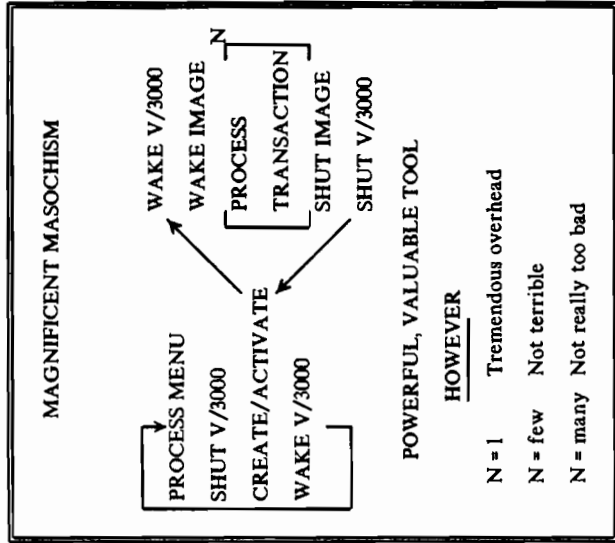 MAGNIFICENT MASOCHISM
PROCESS MENU
SHUT V/3000
CREATE/ACTIVATE
WAKE V/3000
WAKE V/3000
WAKE IMAGE
PROCESS N
TRANSACTION
SHUT IMAGE
SHUT V/3000
POWERFUL, VALUABLE TOOL
HOWEVER
N = 1 Tremendous overhead
N = few Not terrible
N = many Not really too bad